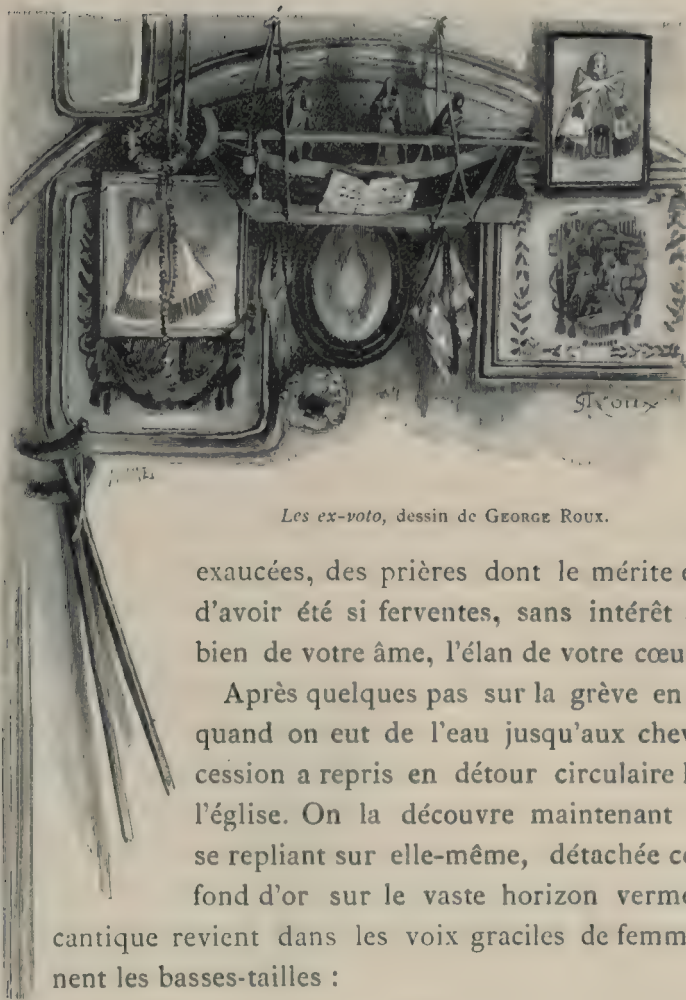 G Roux
Les ex-voto, dessin de GEORGE ROUX.
exaucées, des prières dont le mérite
d'avoir été si ferventes, sans intérêt
bien de votre âme, l'élan de votre cœu
Après quelques pas sur la grève en
quand on eut de l'eau jusqu'aux chev
cession a repris en détour circulaire
l'église. On la découvre maintenant
se repliant sur elle-même, détachée c
fond d'or sur le vaste horizon verme
cantique revient dans les voix graciles de femm
nent les basses-tailles :